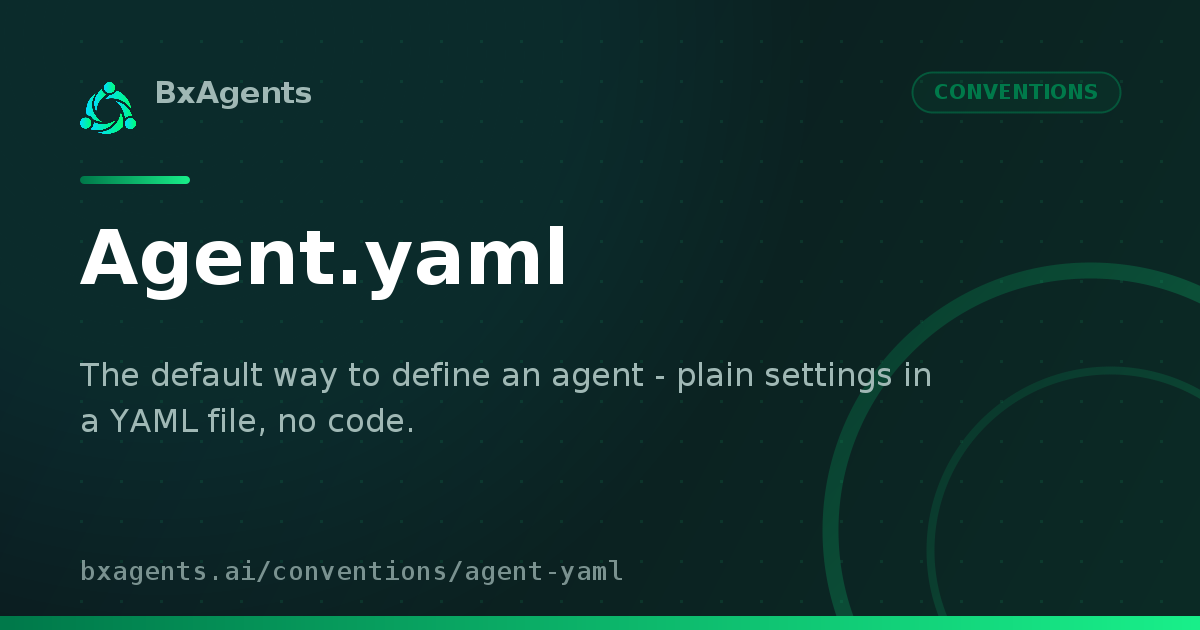 BxAgents
CONVENTIONS
Agent.yaml
The default way to define an agent - plain settings in
a YAML file, no code.
bxagents.ai/conventions/agent-yaml